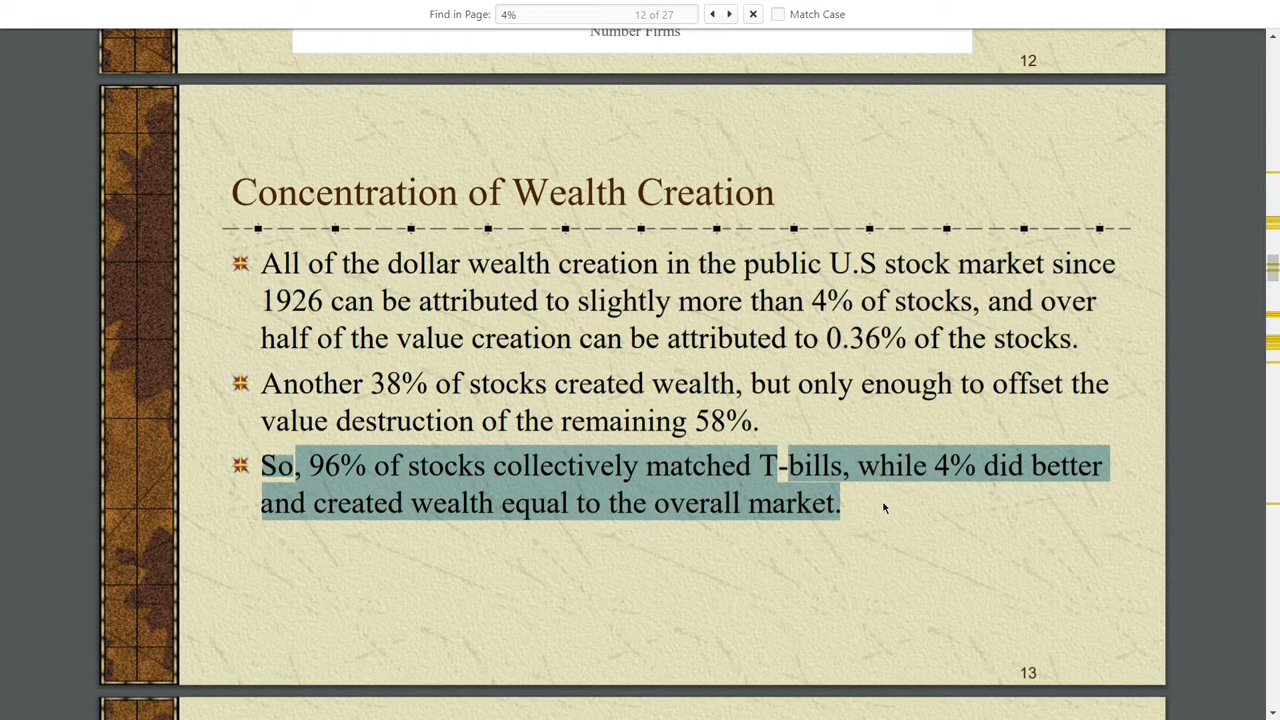 Find in Page: 4% 12 of 27 Match Case
Number Firms
12
Concentration of Wealth Creation
All of the dollar wealth creation in the public U.S stock market since
1926 can be attributed to slightly more than 4% of stocks, and over
half of the value creation can be attributed to 0.36% of the stocks.
Another 38% of stocks created wealth, but only enough to offset the
value destruction of the remaining 58%.
So, 96% of stocks collectively matched T-bills, while 4% did better
and created wealth equal to the overall market.
13